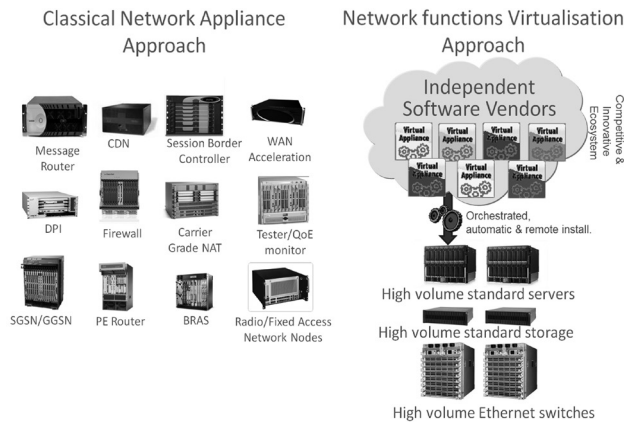 Classical Network Appliance
Approach
Message
Router
CDN
Session Border
Controller
WAN
Acceleration
DPI
Firewall
Carrier
Grade NAT
Tester/QoE
monitor
SGSN/GGSN
PE Router
BRAS
Radio/Fixed Access
Network Nodes
Network functions Virtualisation
Approach
Independent
Software Vendors
Virtual
Appliance
Virtual
Appliance
Virtual
Appliance
Virtual
Appliance
Virtual
Appliance
Virtual
Appliance
Virtual
Appliance
Competitive &
Innovative
Ecosystem
Orchestrated,
automatic & remote install.
High volume standard servers
High volume standard storage
High volume Ethernet switches